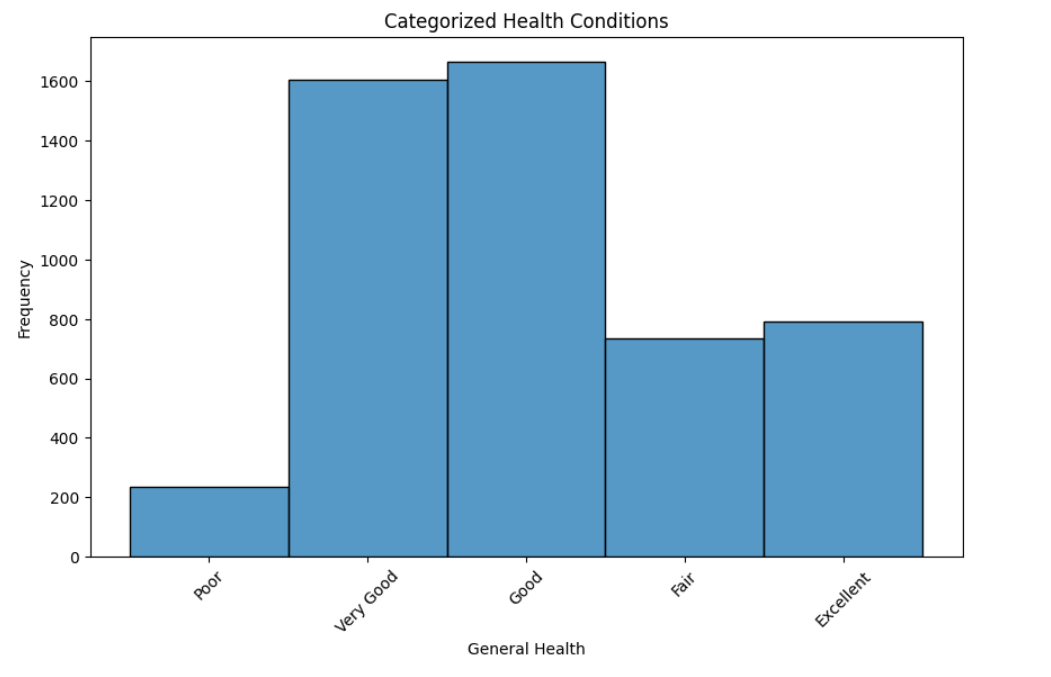 Categorized Health Conditions
1600
1400
1200
1000
800
600
400
200
0
Frequency
Poor
Very Good
Good
Fair
Excellent
General Health